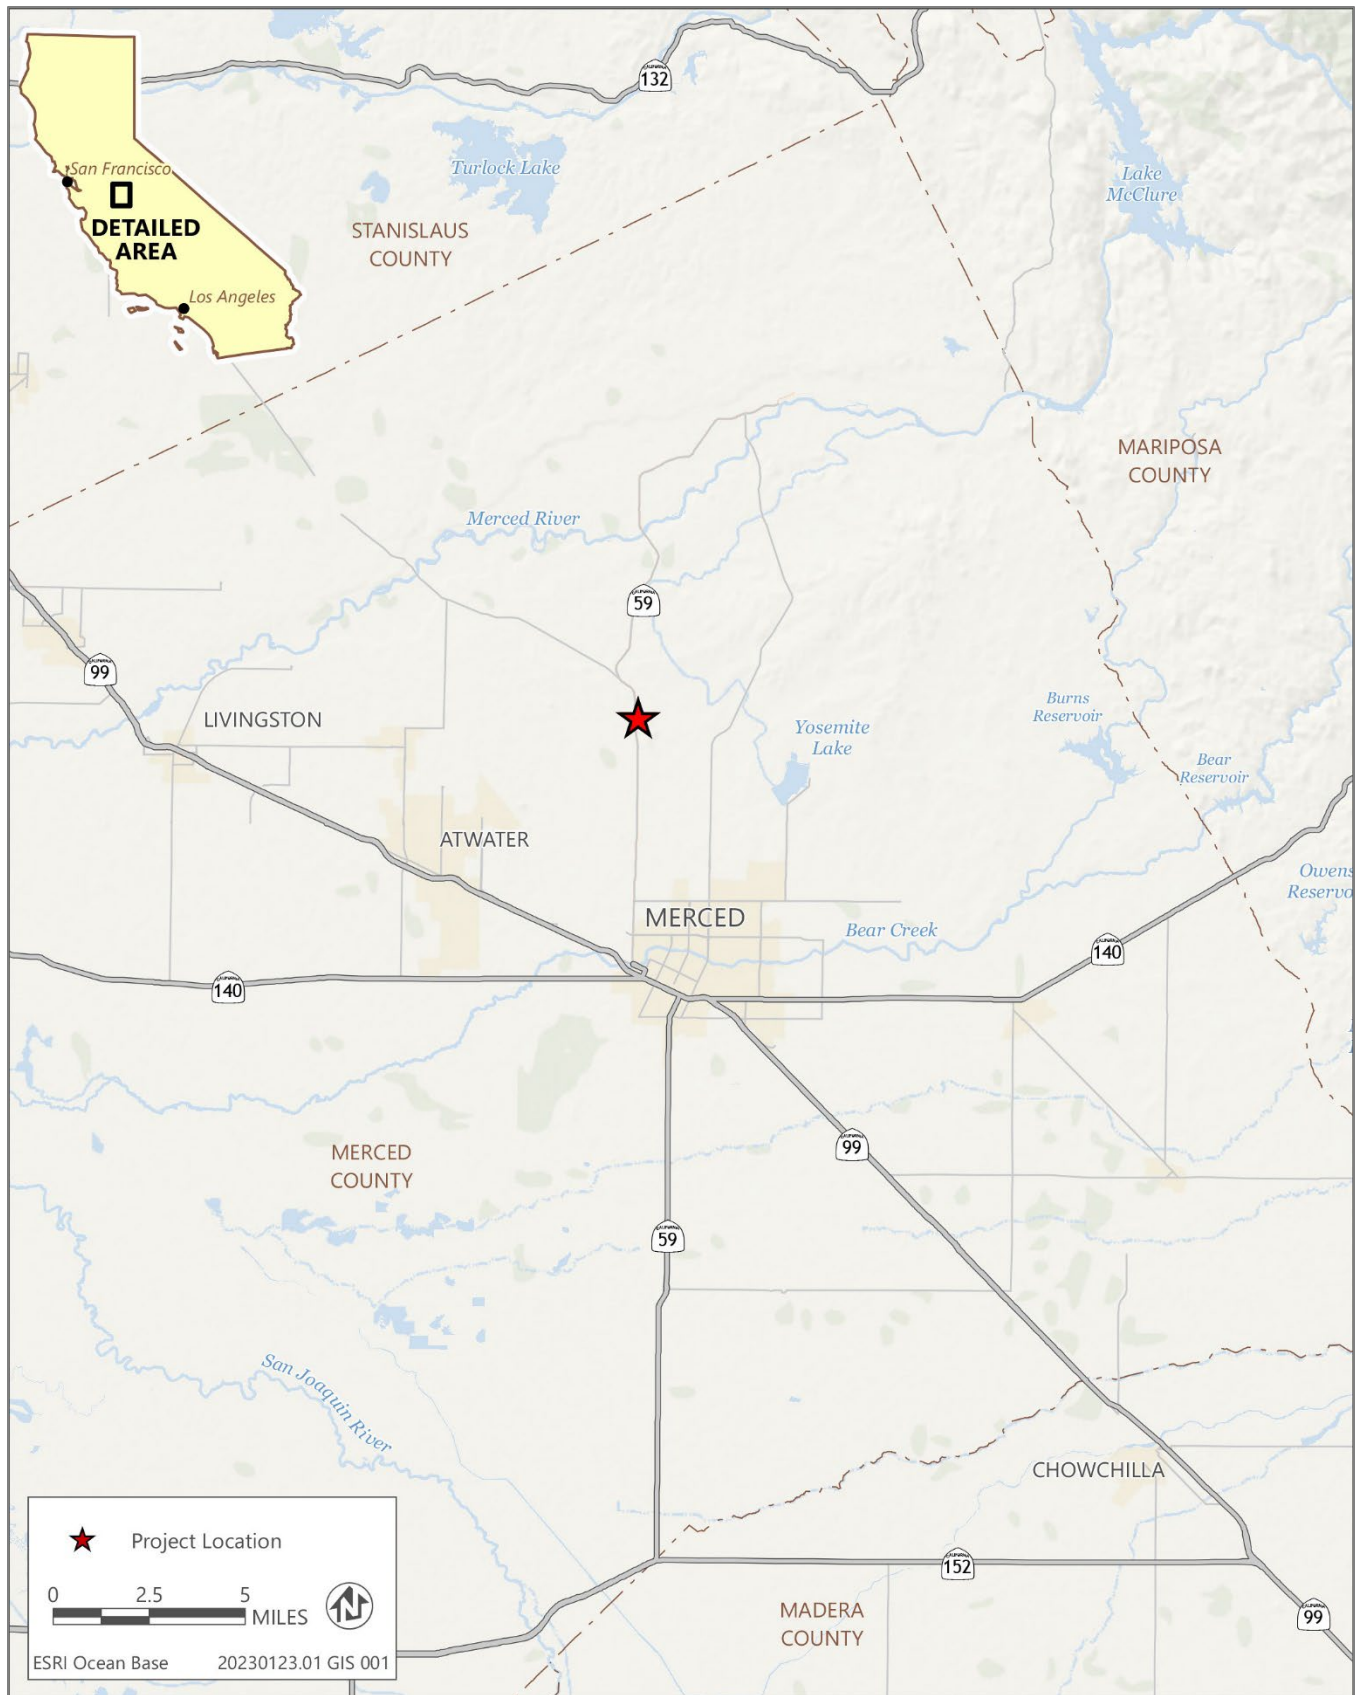 132
San Francisco
DETAILED
AREA
Los Angeles
Turlock Lake
STANISLAUS
COUNTY
Lake
McClure
MARIPOSA
COUNTY
Merced River
59
99
LIVINGSTON
Yosemite
Lake
Burns
Reservoir
Bear
Reservoir
ATWATER
Owens
Reservo
MERCED
Bear Creek
140
140
MERCED
COUNTY
99
59
San Joaquin River
CHOWCHILLA
152
MADERA
COUNTY
99
Project Location
0 2.5 5
MILES
N
ESRI Ocean Base 20230123.01 GIS 001